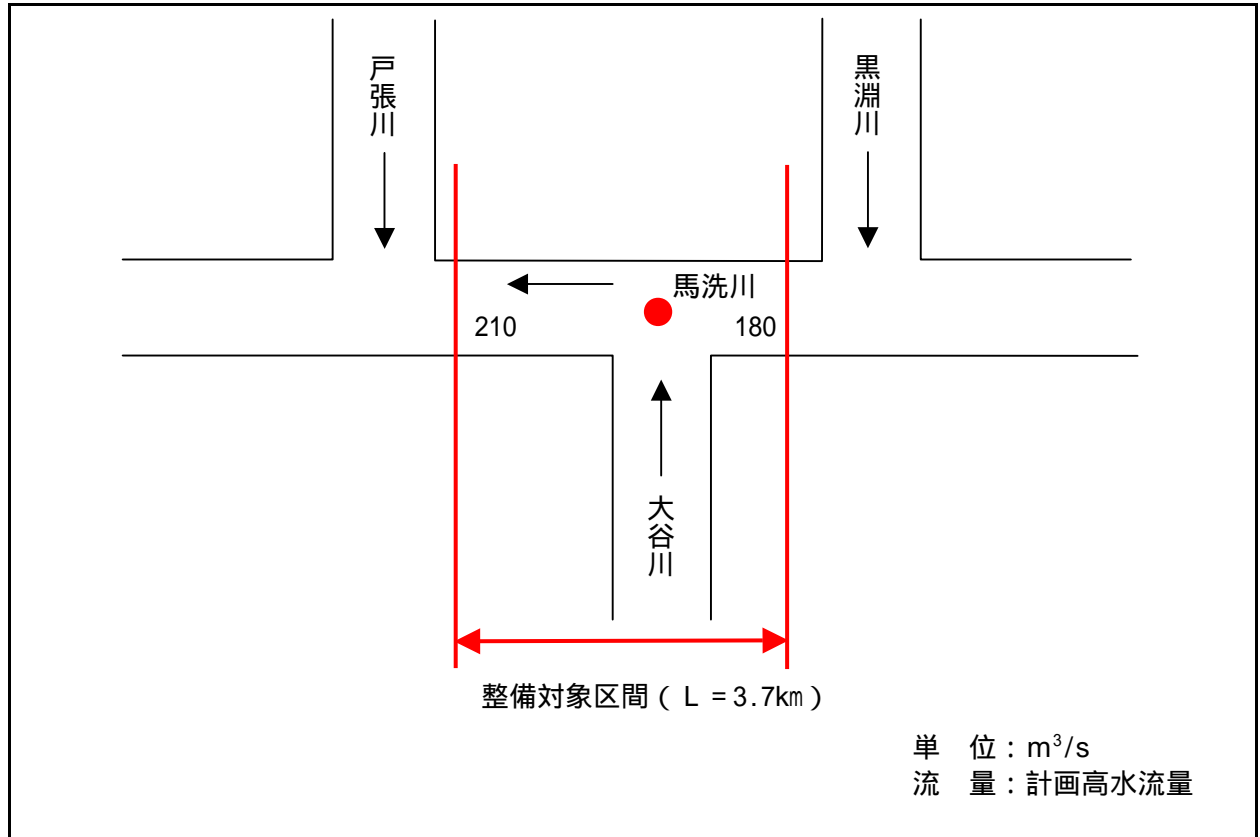 戸張川
黒淵川
馬洗川
210
180
大谷川
整備対象区間（L=3.7km）
単　位：m³/s
流　量：計画高水流量